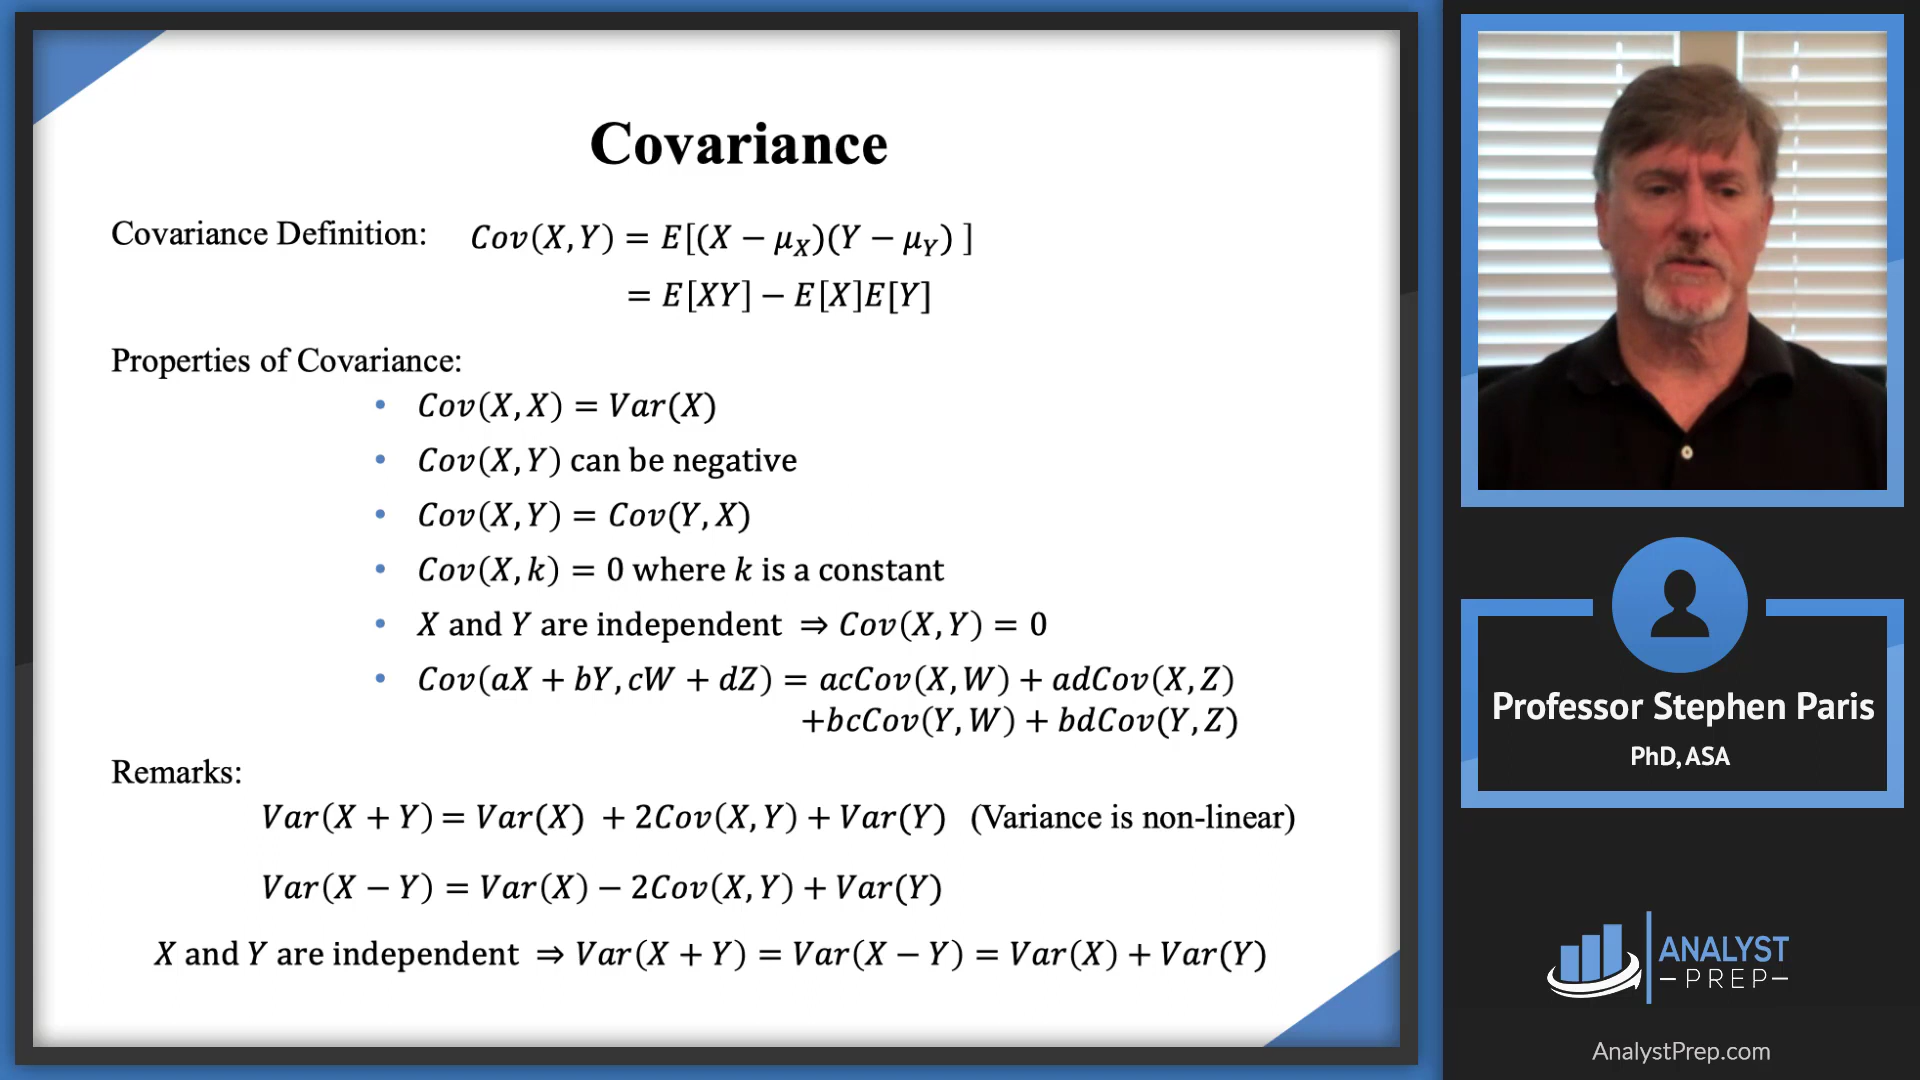 Covariance
Covariance Definition: Cov(X,Y) = E[(X − μ_X)(Y − μ_Y) ]
= E[XY] − E[X]E[Y]
Properties of Covariance:
• Cov(X,X) = Var(X)
• Cov(X,Y) can be negative
• Cov(X,Y) = Cov(Y,X)
• Cov(X,k) = 0 where k is a constant
• X and Y are independent ⇒ Cov(X,Y) = 0
• Cov(aX + bY, cW + dZ) = acCov(X,W) + adCov(X,Z)
+bcCov(Y,W) + bdCov(Y,Z)
Remarks:
Var(X + Y) = Var(X) + 2Cov(X,Y) + Var(Y) (Variance is non-linear)
Var(X − Y) = Var(X) − 2Cov(X,Y) + Var(Y)
X and Y are independent ⇒ Var(X + Y) = Var(X − Y) = Var(X) + Var(Y)
Professor Stephen Paris
PhD, ASA
ANALYST
PREP
AnalystPrep.com